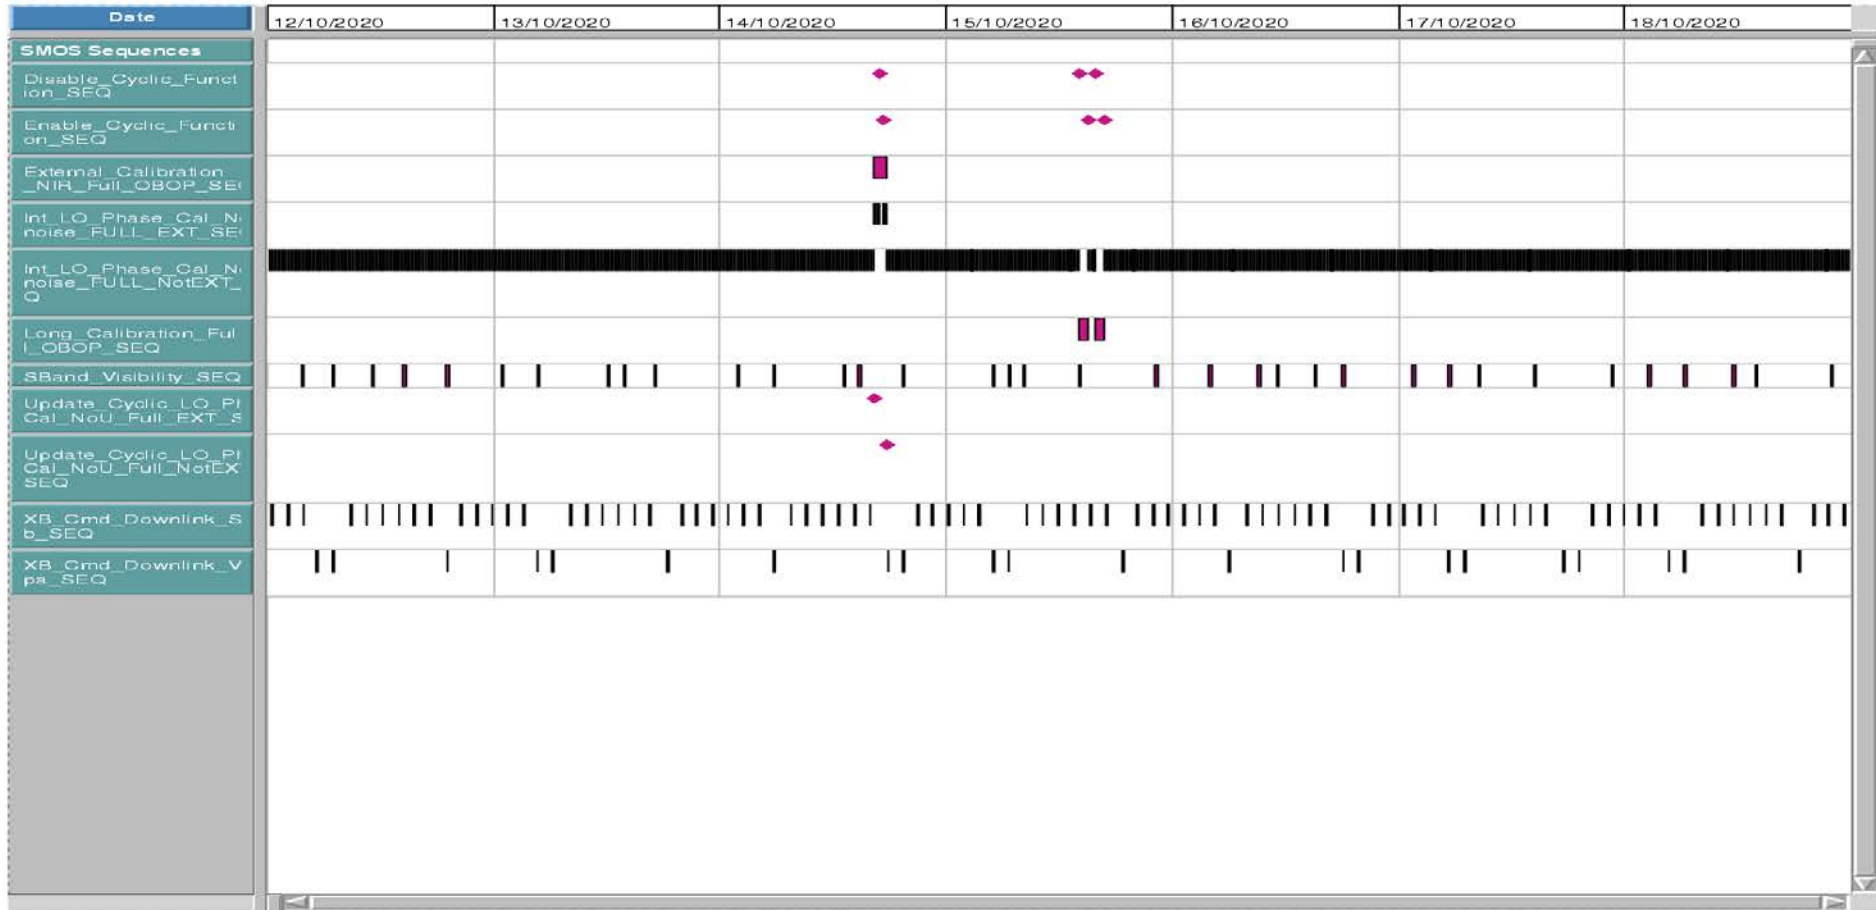 Date
12/10/2020 13/10/2020 14/10/2020 15/10/2020 16/10/2020 17/10/2020 18/10/2020
SMOS Sequences
Disable_Cyclic_Funct
ion_SEQ
Enable_Cyclic_Functi
on_SEQ
External_Calibration
_NIR_Full_OBOP_SE
Int_LO_Phase_Cal_N
noise_FULL_EXT_SE
Int_LO_Phase_Cal_N
noise_FULL_NotEXT_
Q
Long_Calibration_Ful
l_OBOP_SEQ
SBand_Visibility_SEQ
Update_Cyclic_LO_P
Cal_NoU_Full_EXT_S
Update_Cyclic_LO_P
Cal_NoU_Full_NotEX
SEQ
XB_Cmd_Downlink_S
b_SEQ
XB_Cmd_Downlink_V
pa_SEQ